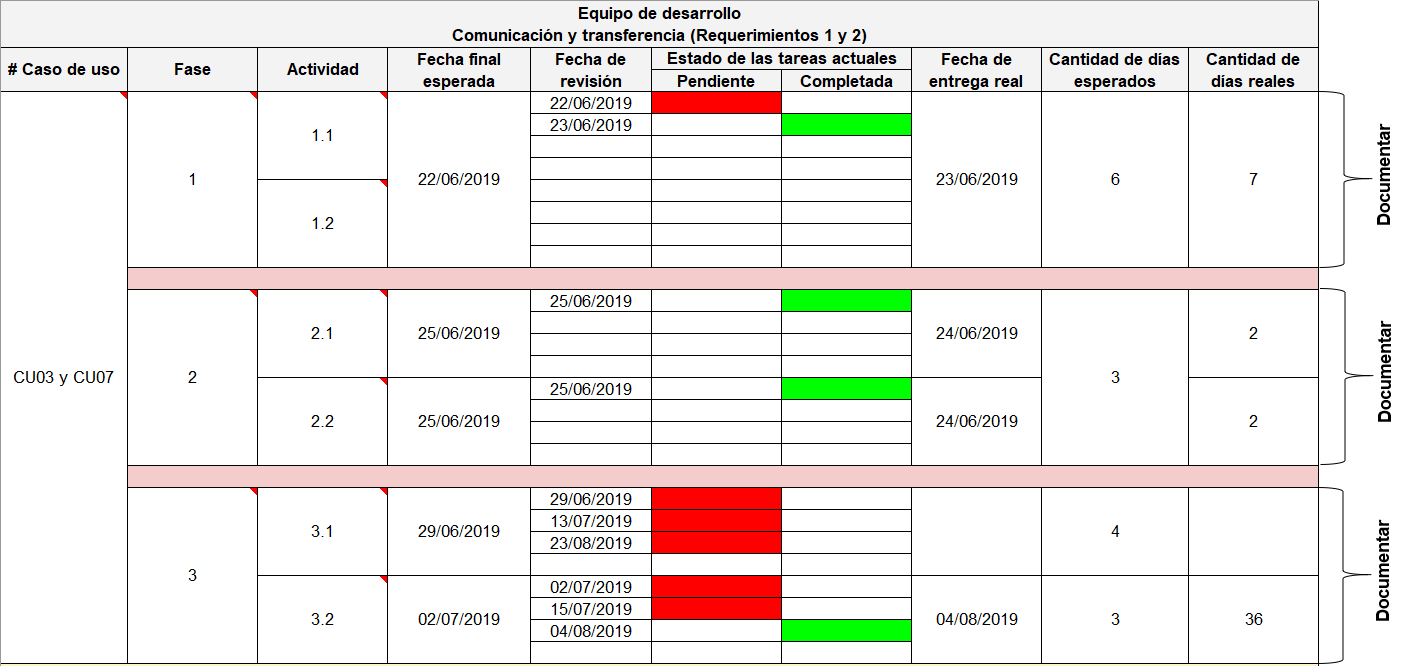 Equipo de desarrollo
Comunicación y transferencia (Requerimientos 1 y 2)
# Caso de uso
Fase
Actividad
Fecha final
esperada
Fecha de
revisión
Estado de las tareas actuales
Pendiente
Completada
Fecha de
entrega real
Cantidad de días
esperados
Cantidad de
días reales
CU03 y CU07
1
1.1
1.2
22/06/2019
22/06/2019
23/06/2019
23/06/2019
6
7
Documentar
2
2.1
25/06/2019
25/06/2019
24/06/2019
3
2
2.2
25/06/2019
25/06/2019
24/06/2019
2
Documentar
3
3.1
29/06/2019
29/06/2019
13/07/2019
23/08/2019
4
3.2
02/07/2019
02/07/2019
15/07/2019
04/08/2019
04/08/2019
3
36
Documentar